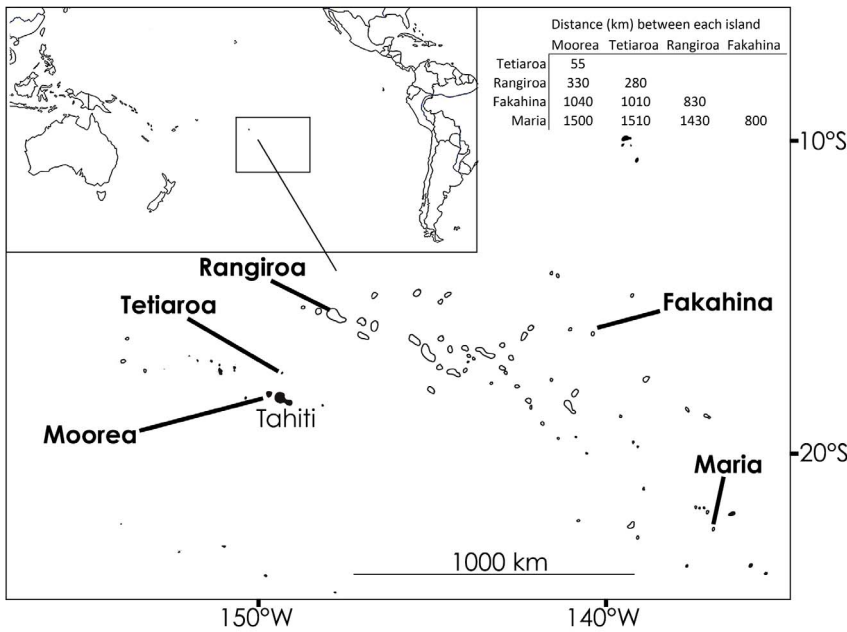 Distance (km) between each island
Moorea Tetiaroa Rangiroa Fakahina
Tetiaroa 55
Rangiroa 330 280
Fakahina 1040 1010 830
Maria 1500 1510 1430 800
10°S
Rangiroa
Tetiaroa
Fakahina
Tahiti
Moorea
20°S
Maria
1000 km
150°W 140°W